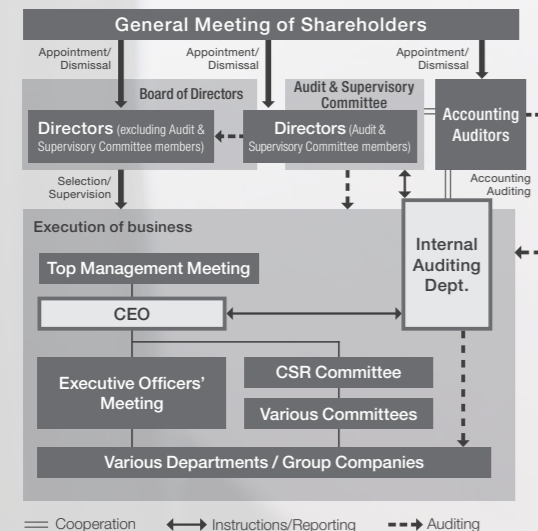 General Meeting of Shareholders
Appointment/
Dismissal
Appointment/
Dismissal
Appointment/
Dismissal
Board of Directors
Audit & Supervisory
Committee
Directors (excluding Audit &
Supervisory Committee members)
Directors (Audit &
Supervisory Committee members)
Accounting
Auditors
Selection/
Supervision
Accounting
Auditing
Execution of business
Internal
Auditing
Dept.
Top Management Meeting
CEO
Executive Officers'
Meeting
CSR Committee
Various Committees
Various Departments / Group Companies
Cooperation
Instructions/Reporting
Auditing